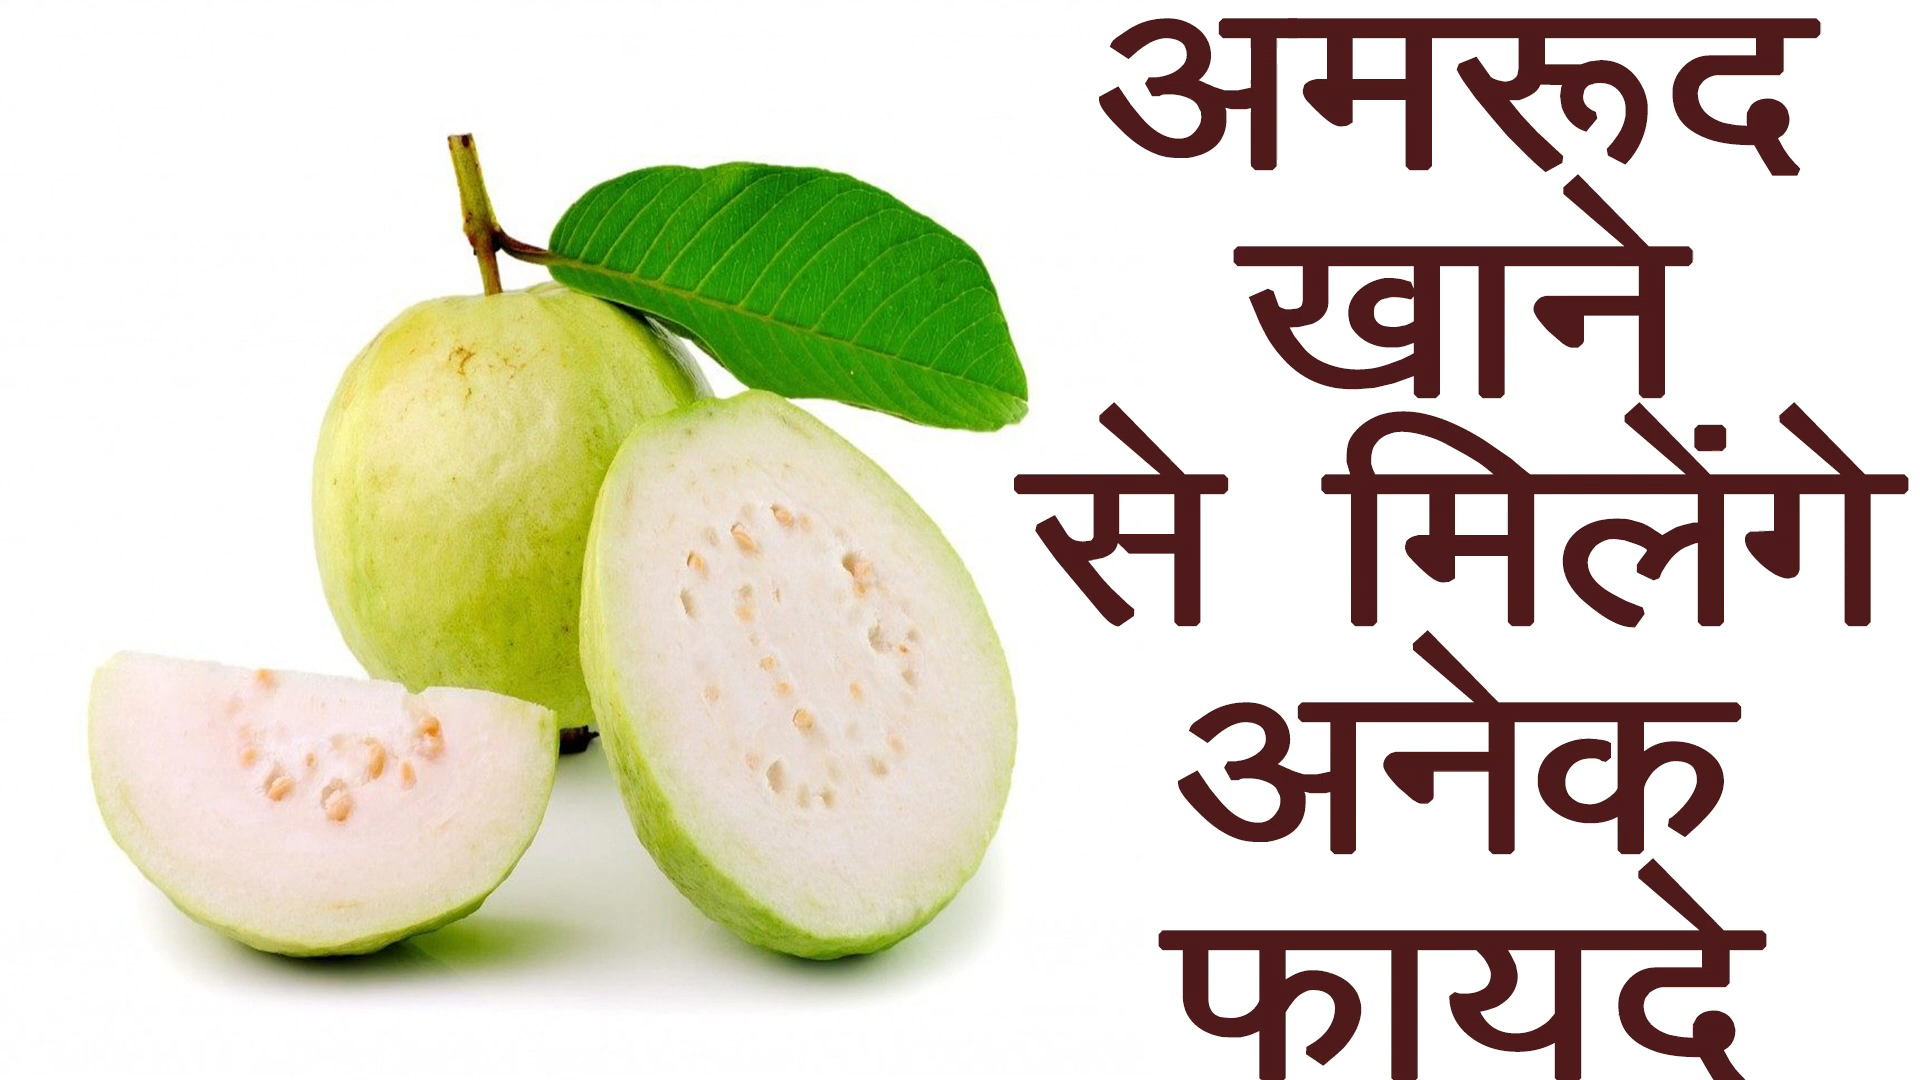 अमरूद
खाने
से मिलेंगे
अनेक
फायदे